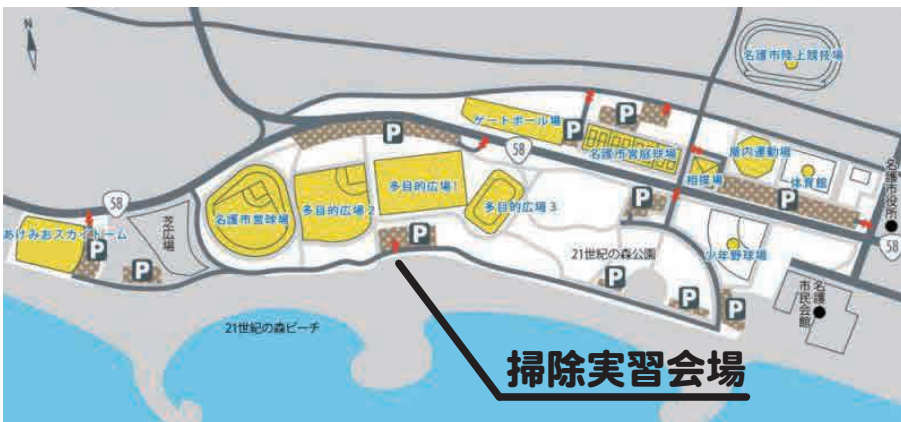 N
名護市陸上競技場
ゲートボール場
P
P
P
58
名護市営庭球場
屋内運動場
相撲場
体育館
P
名護市役所
58
58
あけみおスカイドーム
P
芝広場
P
名護市営球場
多目的広場2
多目的広場1
多目的広場3
P
P
21世紀の森公園
P
P
少年野球場
P
名護
市民会館
21世紀の森ビーチ
掃除実習会場